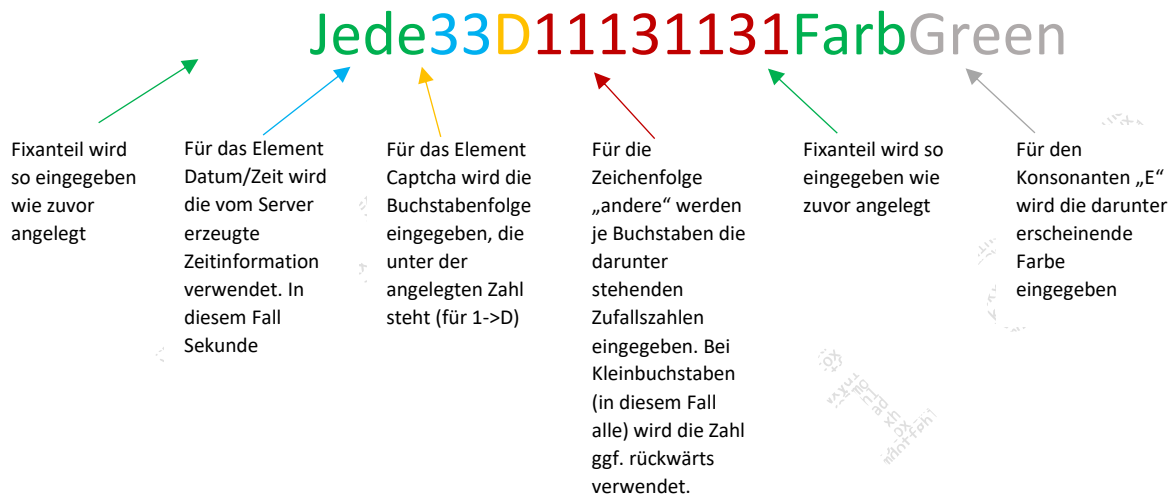 Jede33D11131131FarbGreen
Fixanteil wird
so eingegeben
wie zuvor
angelegt
Für das Element
Datum/Zeit wird
die vom Server
erzeugte
Zeitinformation
verwendet. In
diesem Fall
Sekunde
Für das Element
Captcha wird die
Buchstabenfolge
eingegeben, die
unter der
angelegten Zahl
steht (für 1->D)
Für die
Zeichenfolge
„andere“ werden
je Buchstaben die
darunter
stehenden
Zufallszahlen
eingegeben. Bei
Kleinbuchstaben
(in diesem Fall
alle) wird die Zahl
ggf. rückwärts
verwendet.
Fixanteil wird so
eingegeben wie
zuvor angelegt
Für den
Konsonanten „E“
wird die darunter
erscheinende
Farbe
eingegeben